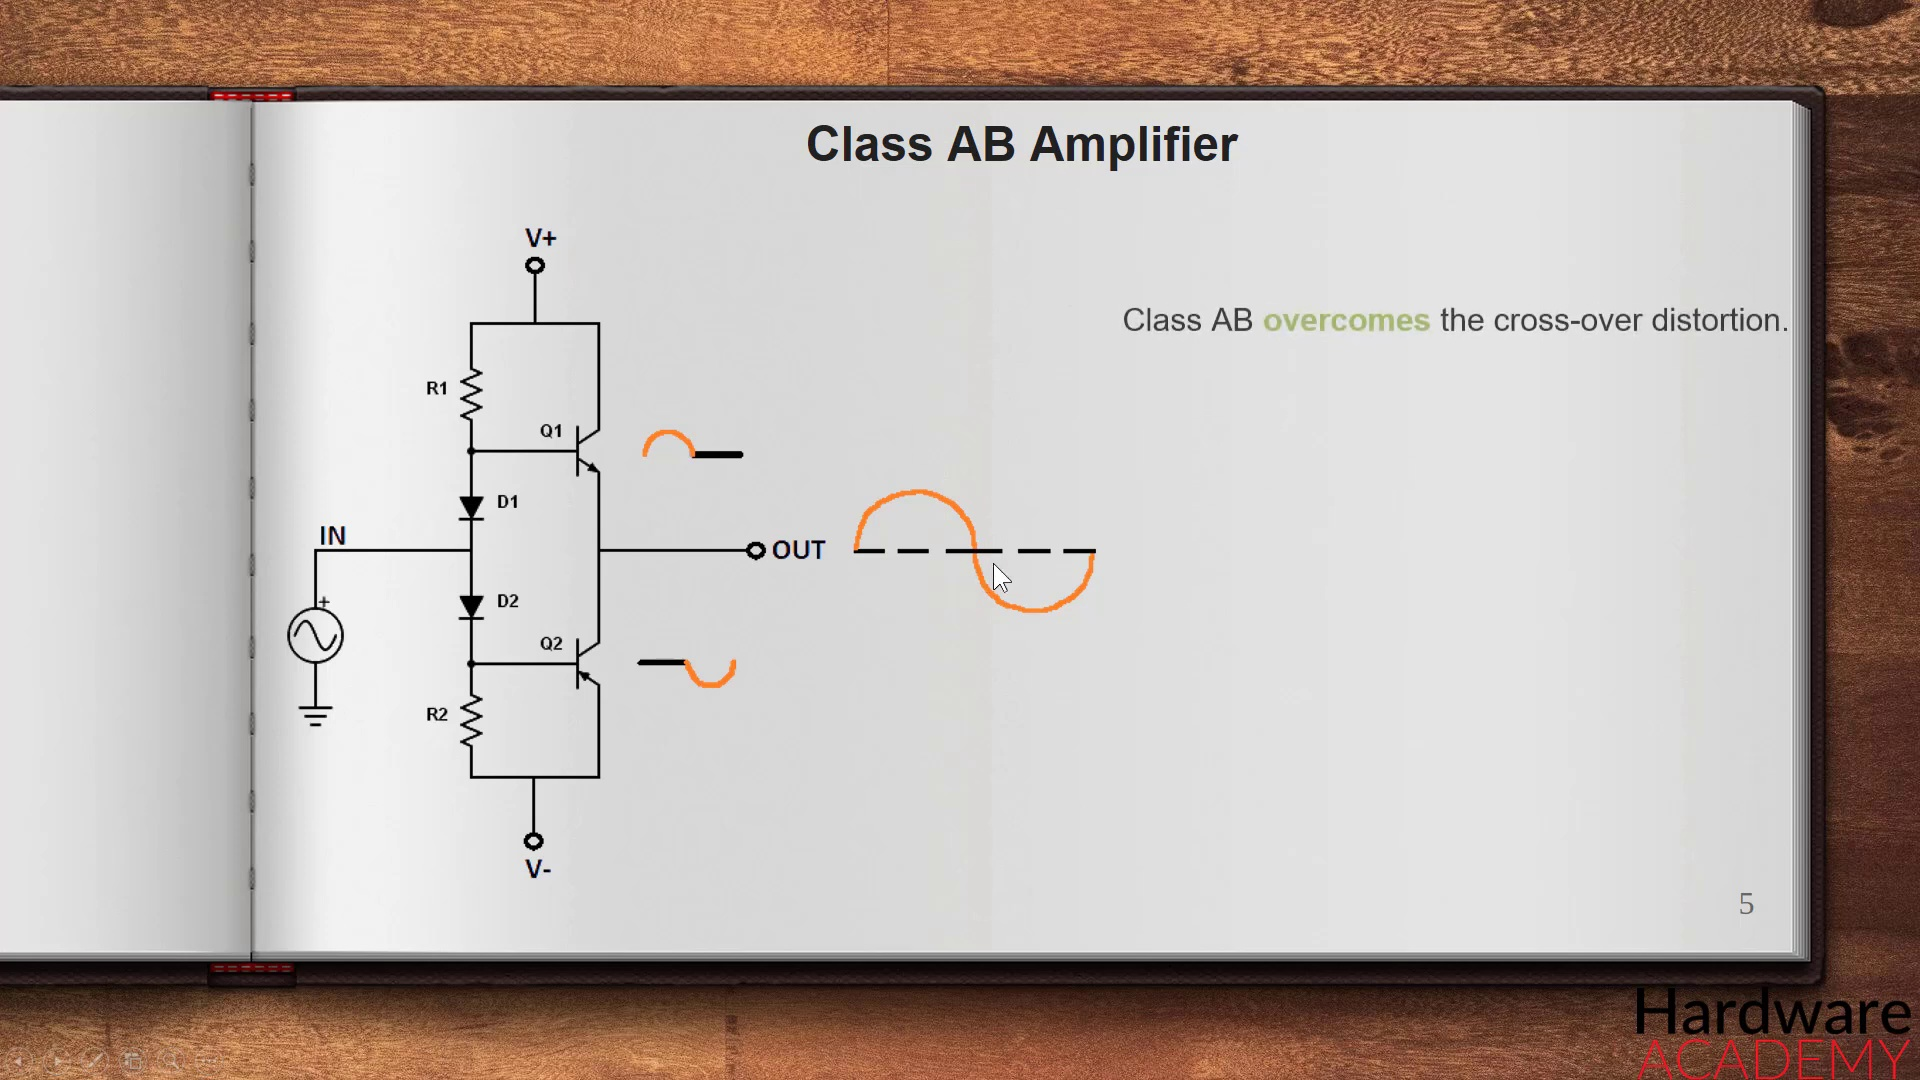 Class AB Amplifier
V+
Class AB overcomes the cross-over distortion.
R1
Q1
D1
IN
OUT
+
D2
Q2
R2
V-
5
Hardware
ACADEMY